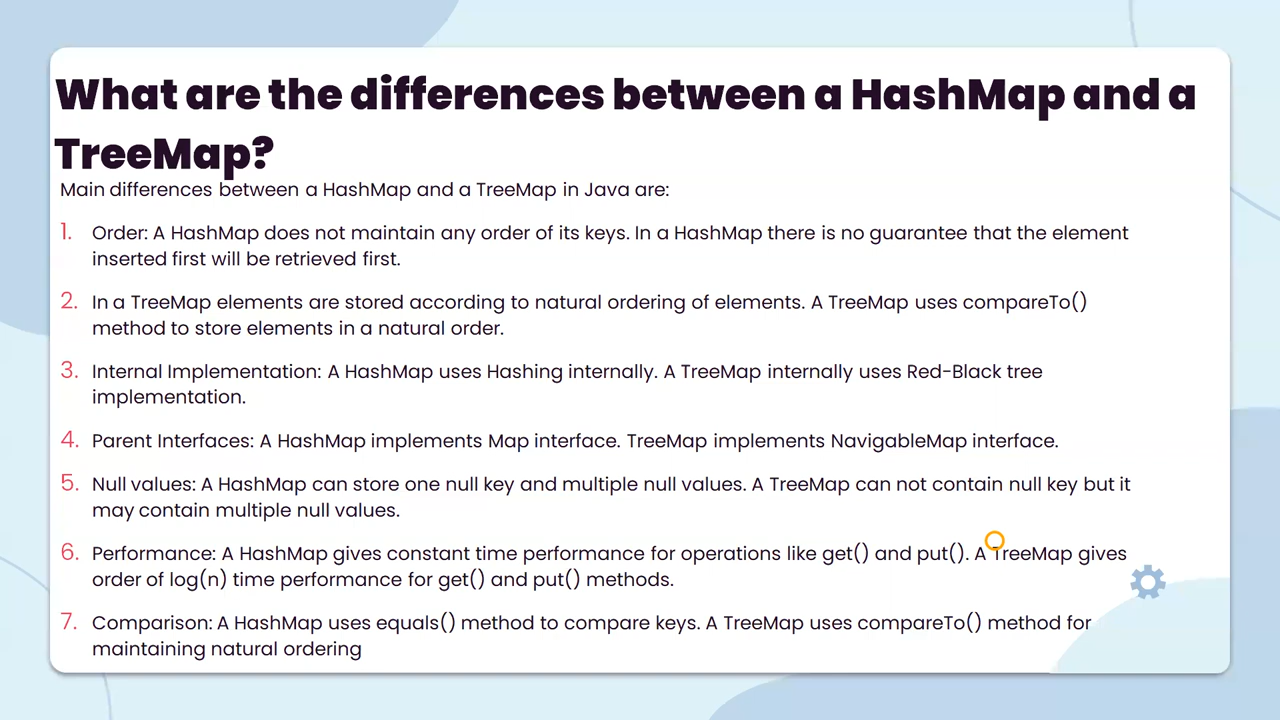 What are the differences between a HashMap and a
TreeMap?
Main differences between a HashMap and a TreeMap in Java are:
1. Order: A HashMap does not maintain any order of its keys. In a HashMap there is no guarantee that the element
inserted first will be retrieved first.
2. In a TreeMap elements are stored according to natural ordering of elements. A TreeMap uses compareTo()
method to store elements in a natural order.
3. Internal Implementation: A HashMap uses Hashing internally. A TreeMap internally uses Red-Black tree
implementation.
4. Parent Interfaces: A HashMap implements Map interface. TreeMap implements NavigableMap interface.
5. Null values: A HashMap can store one null key and multiple null values. A TreeMap can not contain null key but it
may contain multiple null values.
6. Performance: A HashMap gives constant time performance for operations like get() and put(). A TreeMap gives
order of log(n) time performance for get() and put() methods.
7. Comparison: A HashMap uses equals() method to compare keys. A TreeMap uses compareTo() method for
maintaining natural ordering